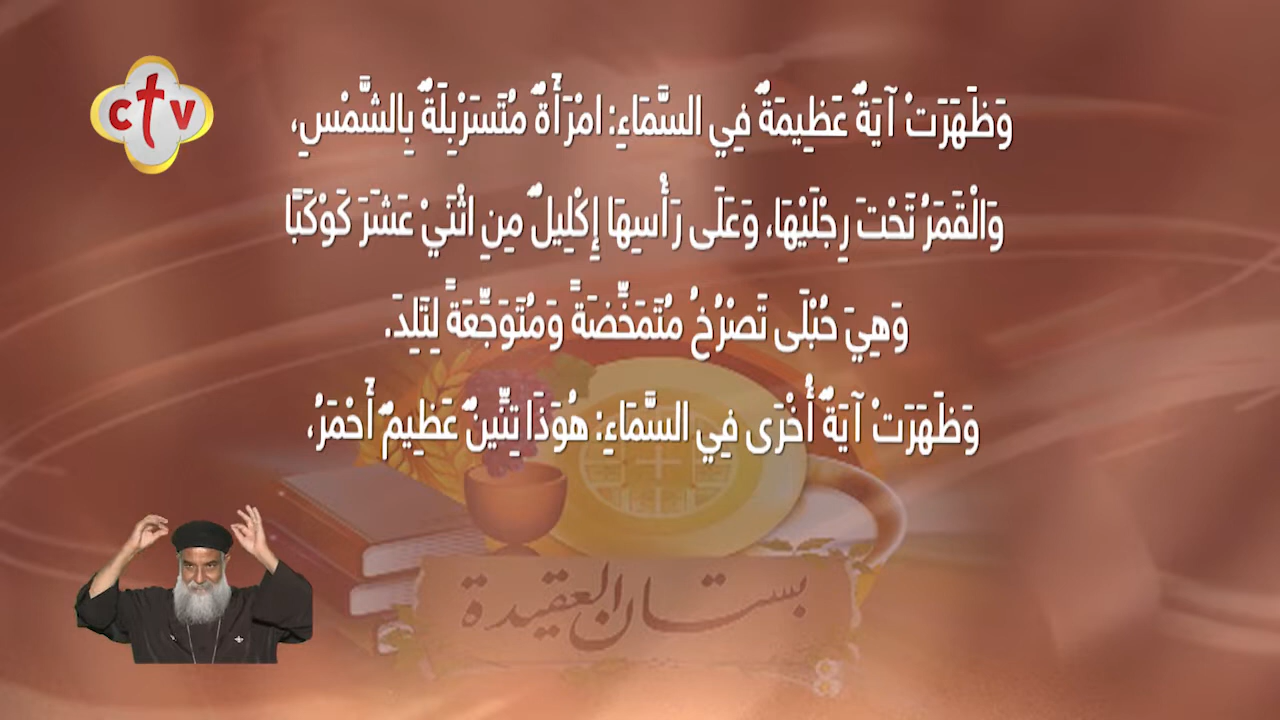 ctv
وَظَهَرَتْ آيَةٌ عَظِيمَةٌ فِي السَّمَاءِ: امْرَأَةٌ مُتَسَرْبِلَةٌ بِالشَّمْسِ،
وَالْقَمَرُ تَحْتَ رِجْلَيْهَا، وَعَلَى رَأْسِهَا إِكْلِيلٌ مِنِ اثْنَيْ عَشَرَ كَوْكَبًا
وَهِيَ حُبْلَى تَصْرُخُ مُتَمَخِّضَةً وَمُتَوَجِّعَةً لِتَلِدَ.
وَظَهَرَتْ آيَةٌ أُخْرَى فِي السَّمَاءِ: هُوَذَا تِنِّينٌ عَظِيمٌ أَحْمَرُ،
بستان العقيدة